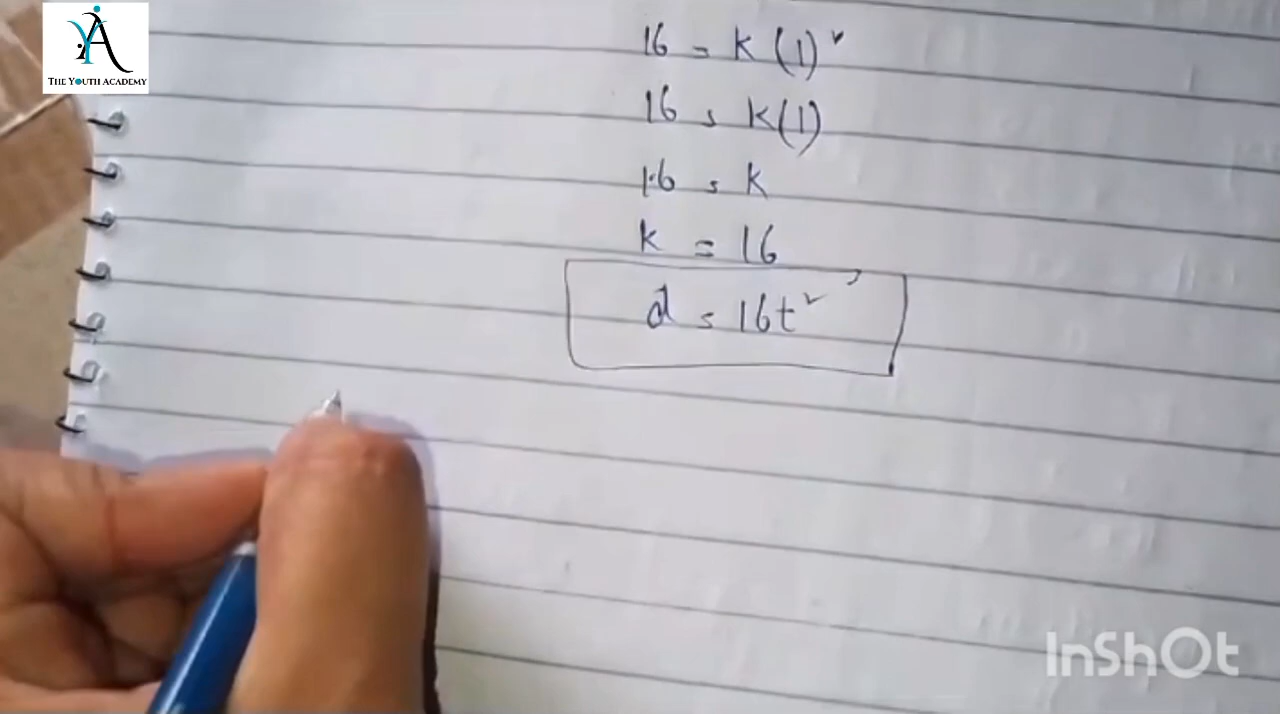 THE YOUTH ACADEMY
16 = k (1)²
16 = k(1)
16 = k
k = 16
d = 16t²
InShOt